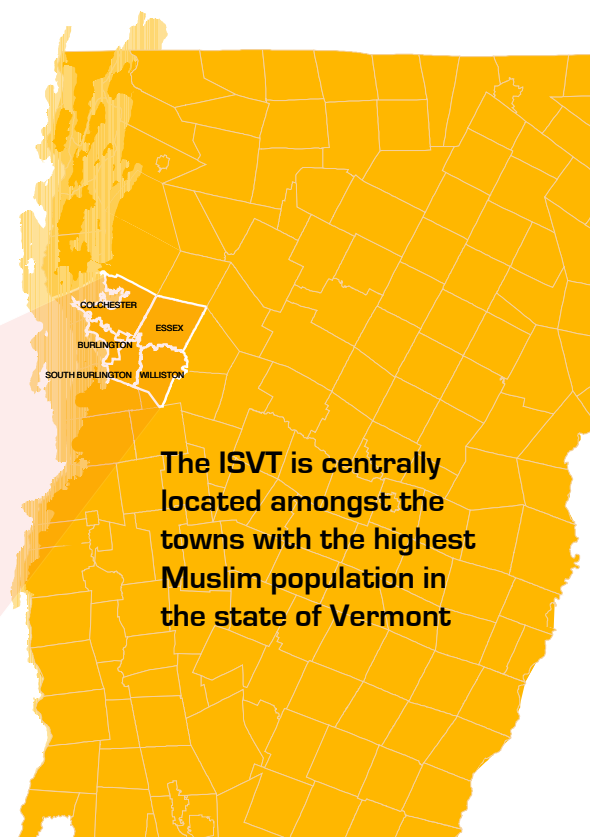 COLCHESTER
ESSEX
BURLINGTON
SOUTH BURLINGTON WILLISTON
The ISVT is centrally
located amongst the
towns with the highest
Muslim population in
the state of Vermont